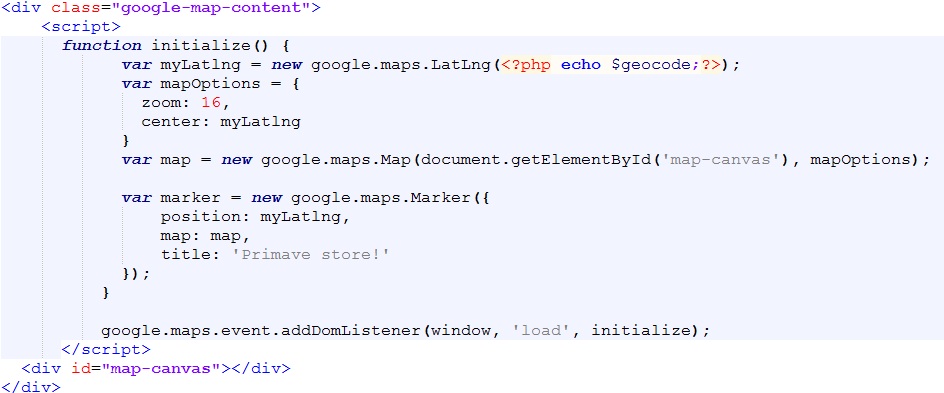 <div class="google-map-content">
<script>
function initialize() {
var myLatlng = new google.maps.LatLng(<?php echo $geocode;?>);
var mapOptions = {
zoom: 16,
center: myLatlng
}
var map = new google.maps.Map(document.getElementById('map-canvas'), mapOptions);
var marker = new google.maps.Marker({
position: myLatlng,
map: map,
title: 'Primave store!'
});
}
google.maps.event.addDomListener(window, 'load', initialize);
</script>
<div id="map-canvas"></div>
</div>